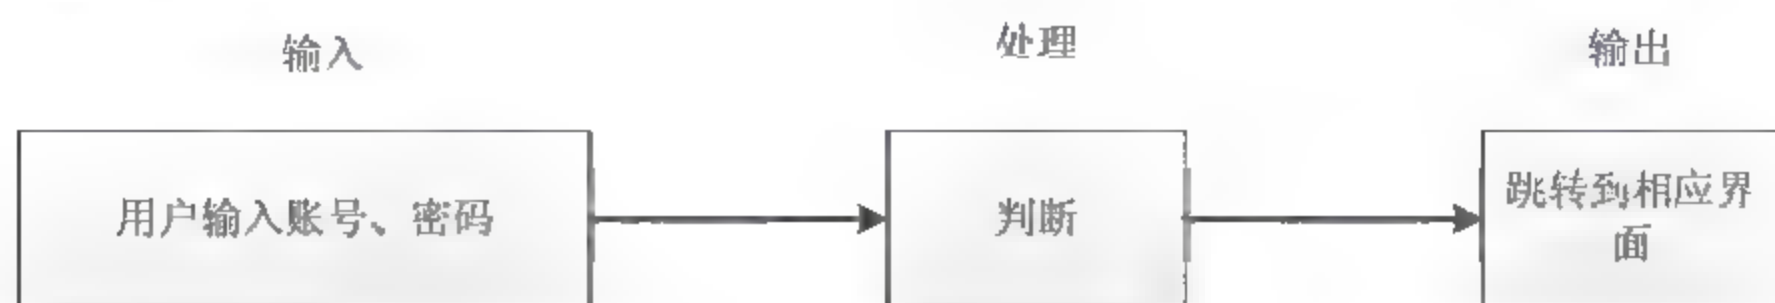 输入
处理
输出
用户输入账号、密码
判断
跳转到相应界
面